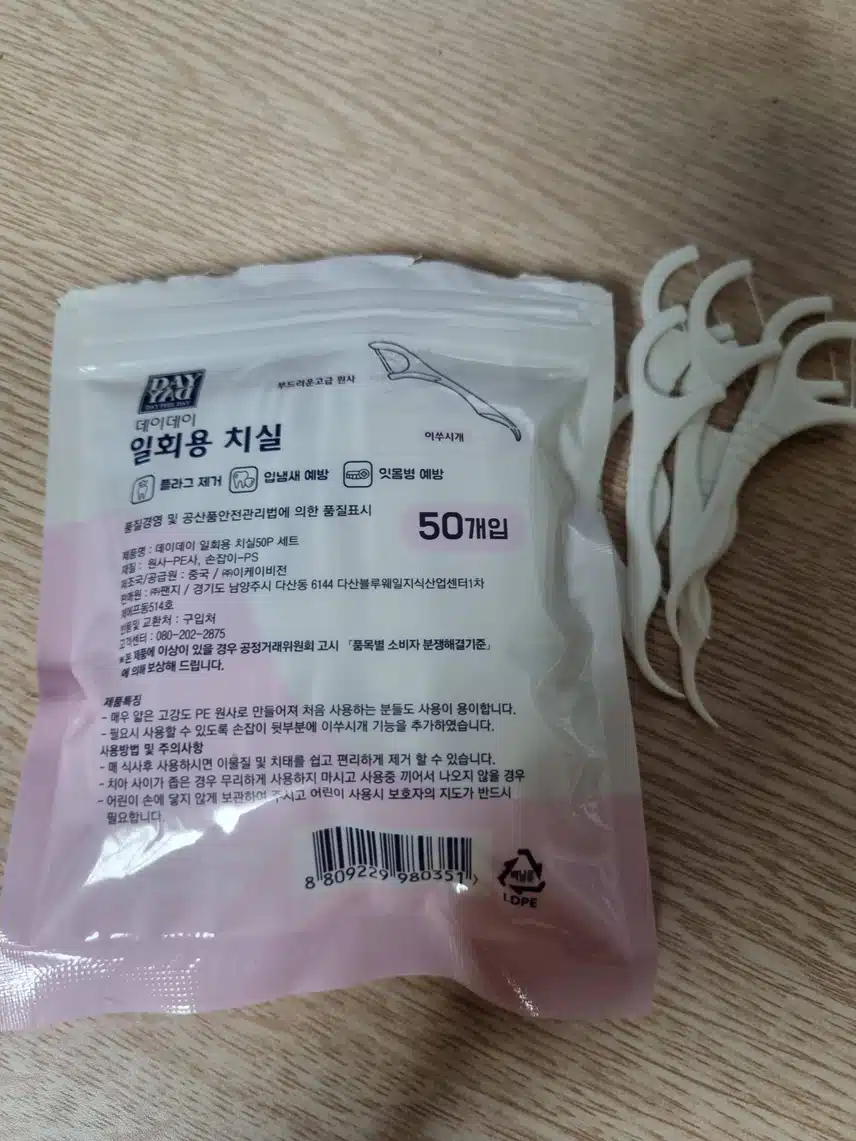 DAY
DAY
부드러운고급 원사
데이데이
일회용 치실
이쑤시개
플라그 제거
입냄새 예방
잇몸병 예방
품질경영 및 공산품안전관리법에 의한 품질표시
50개입
제품명 : 데이데이 일회용 치실50P 세트
재질 : 원사-PE사, 손잡이-PS
제조국/공급원 : 중국 / ㈜이케이비전
판매원 : ㈜팬지 / 경기도 남양주시 다산동 6144 다산블루웨일지식산업센터1차
514호
반품및 교환처 : 구입처
고객센터 : 080-202-2875
※본 제품에 이상이 있을 경우 공정거래위원회 고시 「품목별 소비자 분쟁해결기준」
에 의해 보상해 드립니다.
제품특징
- 매우 얇은 고강도 PE 원사로 만들어져 처음 사용하는 분들도 사용이 용이합니다.
- 필요시 사용할 수 있도록 손잡이 뒷부분에 이쑤시개 기능을 추가하였습니다.
사용방법 및 주의사항
- 매 식사후 사용하시면 이물질 및 치태를 쉽고 편리하게 제거 할 수 있습니다.
- 치아 사이가 좁은 경우 무리하게 사용하지 마시고 사용중 끼어서 나오지 않을 경우
- 어린이 손에 닿지 않게 보관하여 주시고 어린이 사용시 보호자의 지도가 반드시
필요합니다.
8 809229 980351
비닐류
LDPE